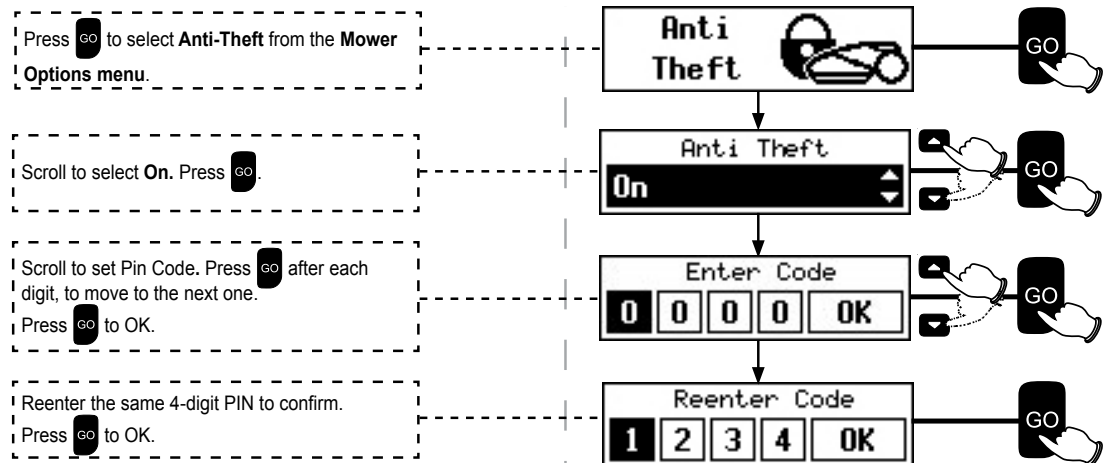 Press GO to select Anti-Theft from the Mower
Options menu.
Anti
Theft
GO
Scroll to select On. Press GO.
Anti Theft
On
GO
Scroll to set Pin Code. Press GO after each
digit, to move to the next one.
Press GO to OK.
Enter Code
0 0 0 0 OK
GO
Reenter the same 4-digit PIN to confirm.
Press GO to OK.
Reenter Code
1 2 3 4 OK
GO